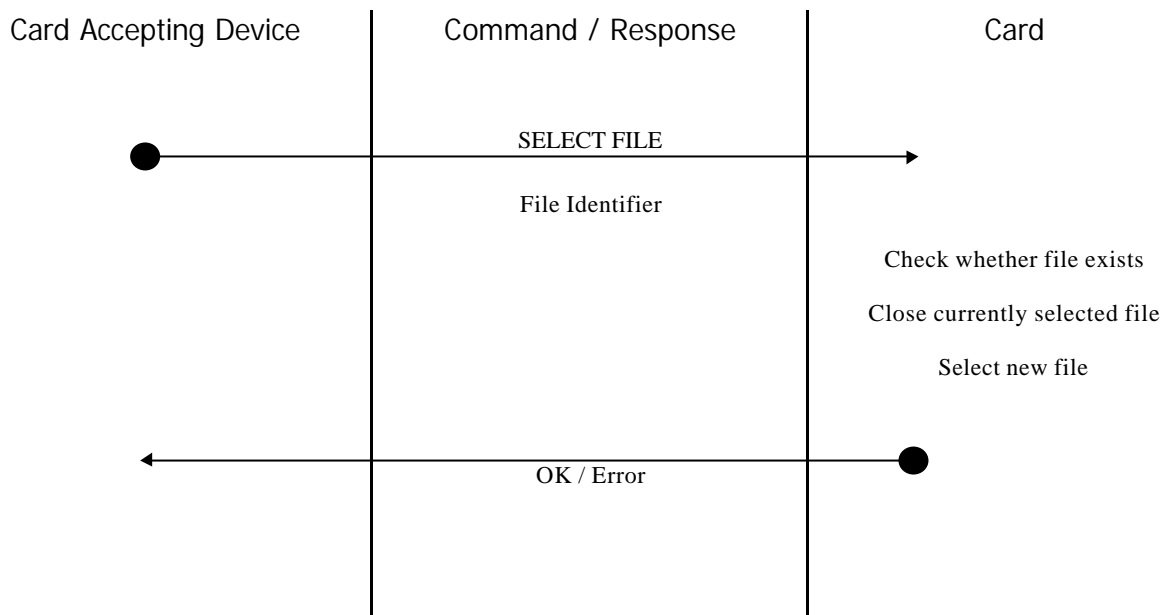 Card Accepting Device
Command / Response
Card
SELECT FILE
File Identifier
Check whether file exists
Close currently selected file
Select new file
OK / Error